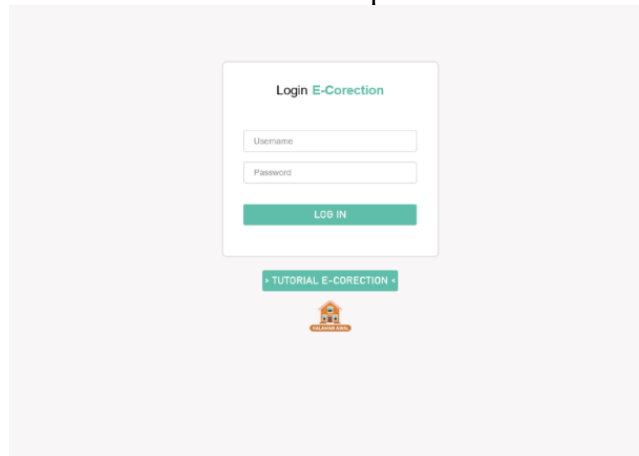 Login E-Corection
Username
Password
LOG IN
• TUTORIAL E-CORECTION •